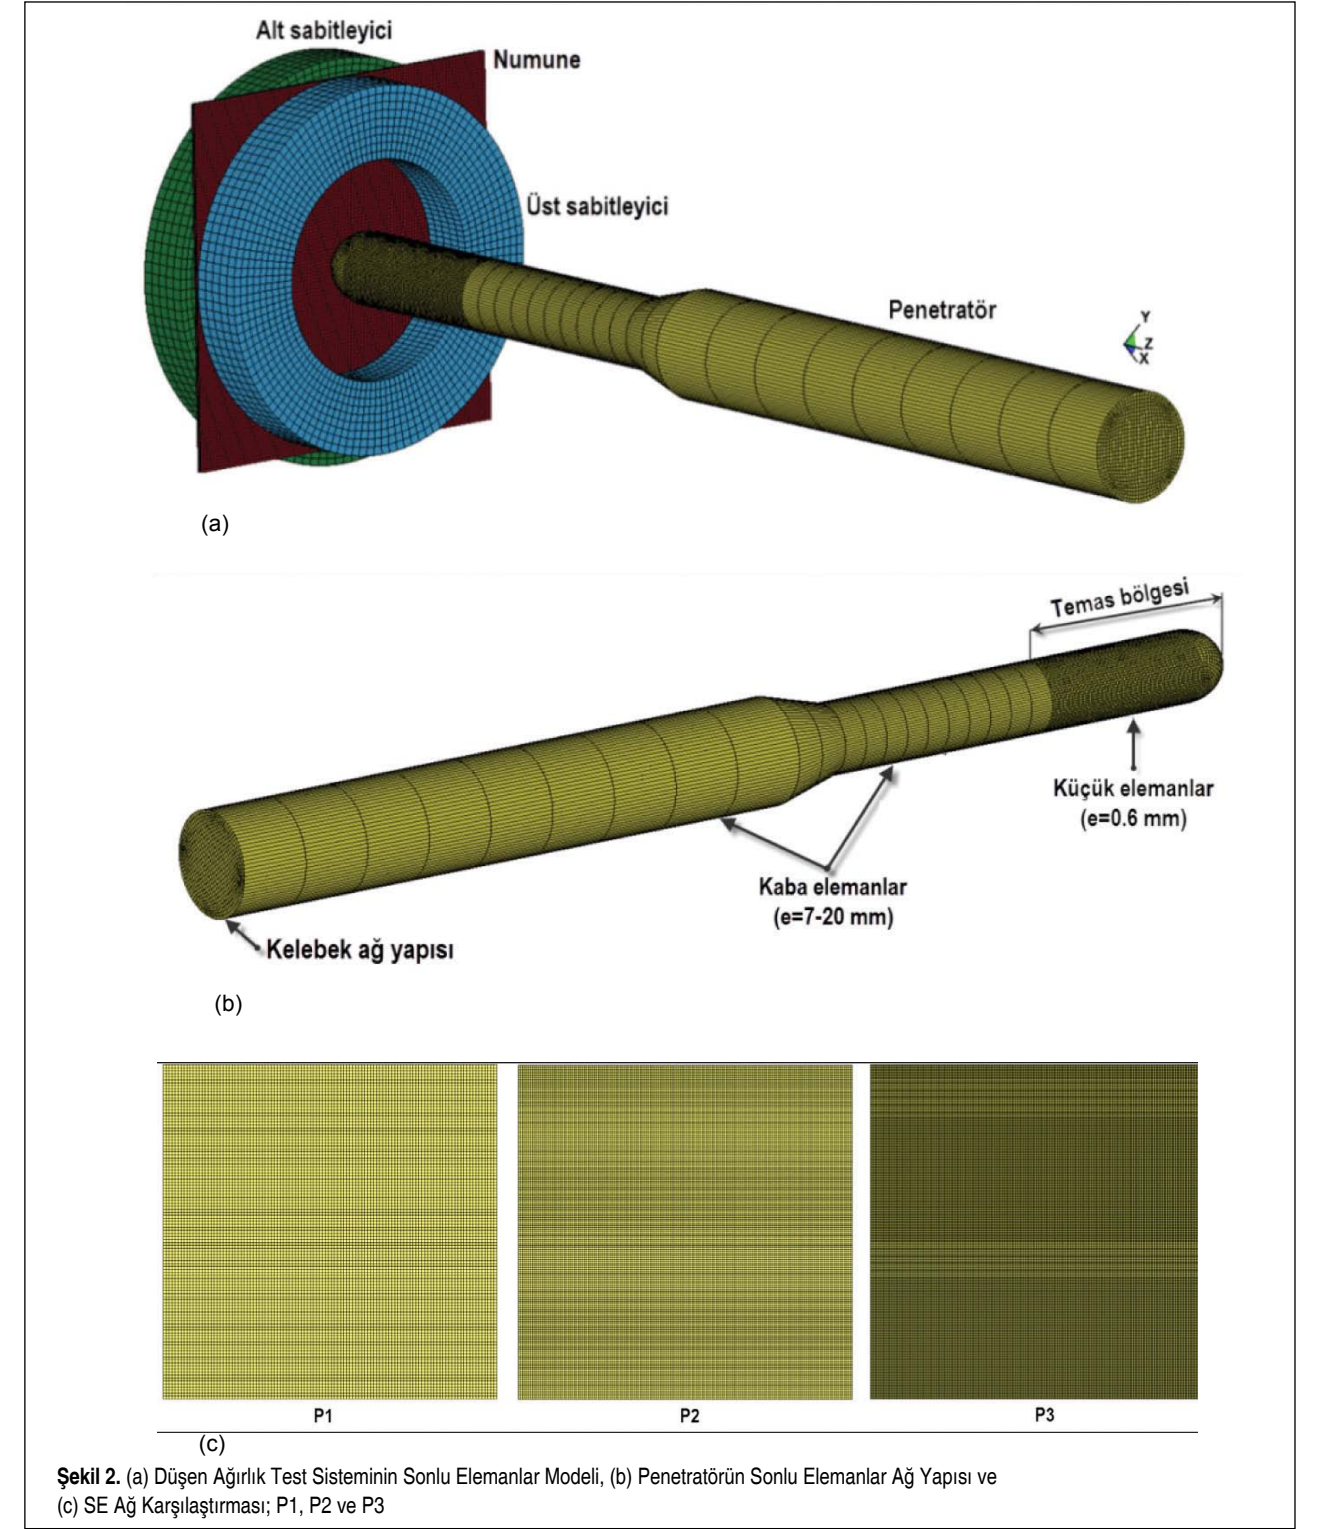 Alt sabitleyici
Numune
Üst sabitleyici
Penetratör
Y
Z
X
(a)
Temas bölgesi
Küçük elemanlar
(e=0.6 mm)
Kaba elemanlar
(e=7-20 mm)
Kelebek ağ yapısı
(b)
P1
P2
P3
(c)
Şekil 2. (a) Düşen Ağırlık Test Sisteminin Sonlu Elemanlar Modeli, (b) Penetratörün Sonlu Elemanlar Ağ Yapısı ve
(c) SE Ağ Karşılaştırması; P1, P2 ve P3